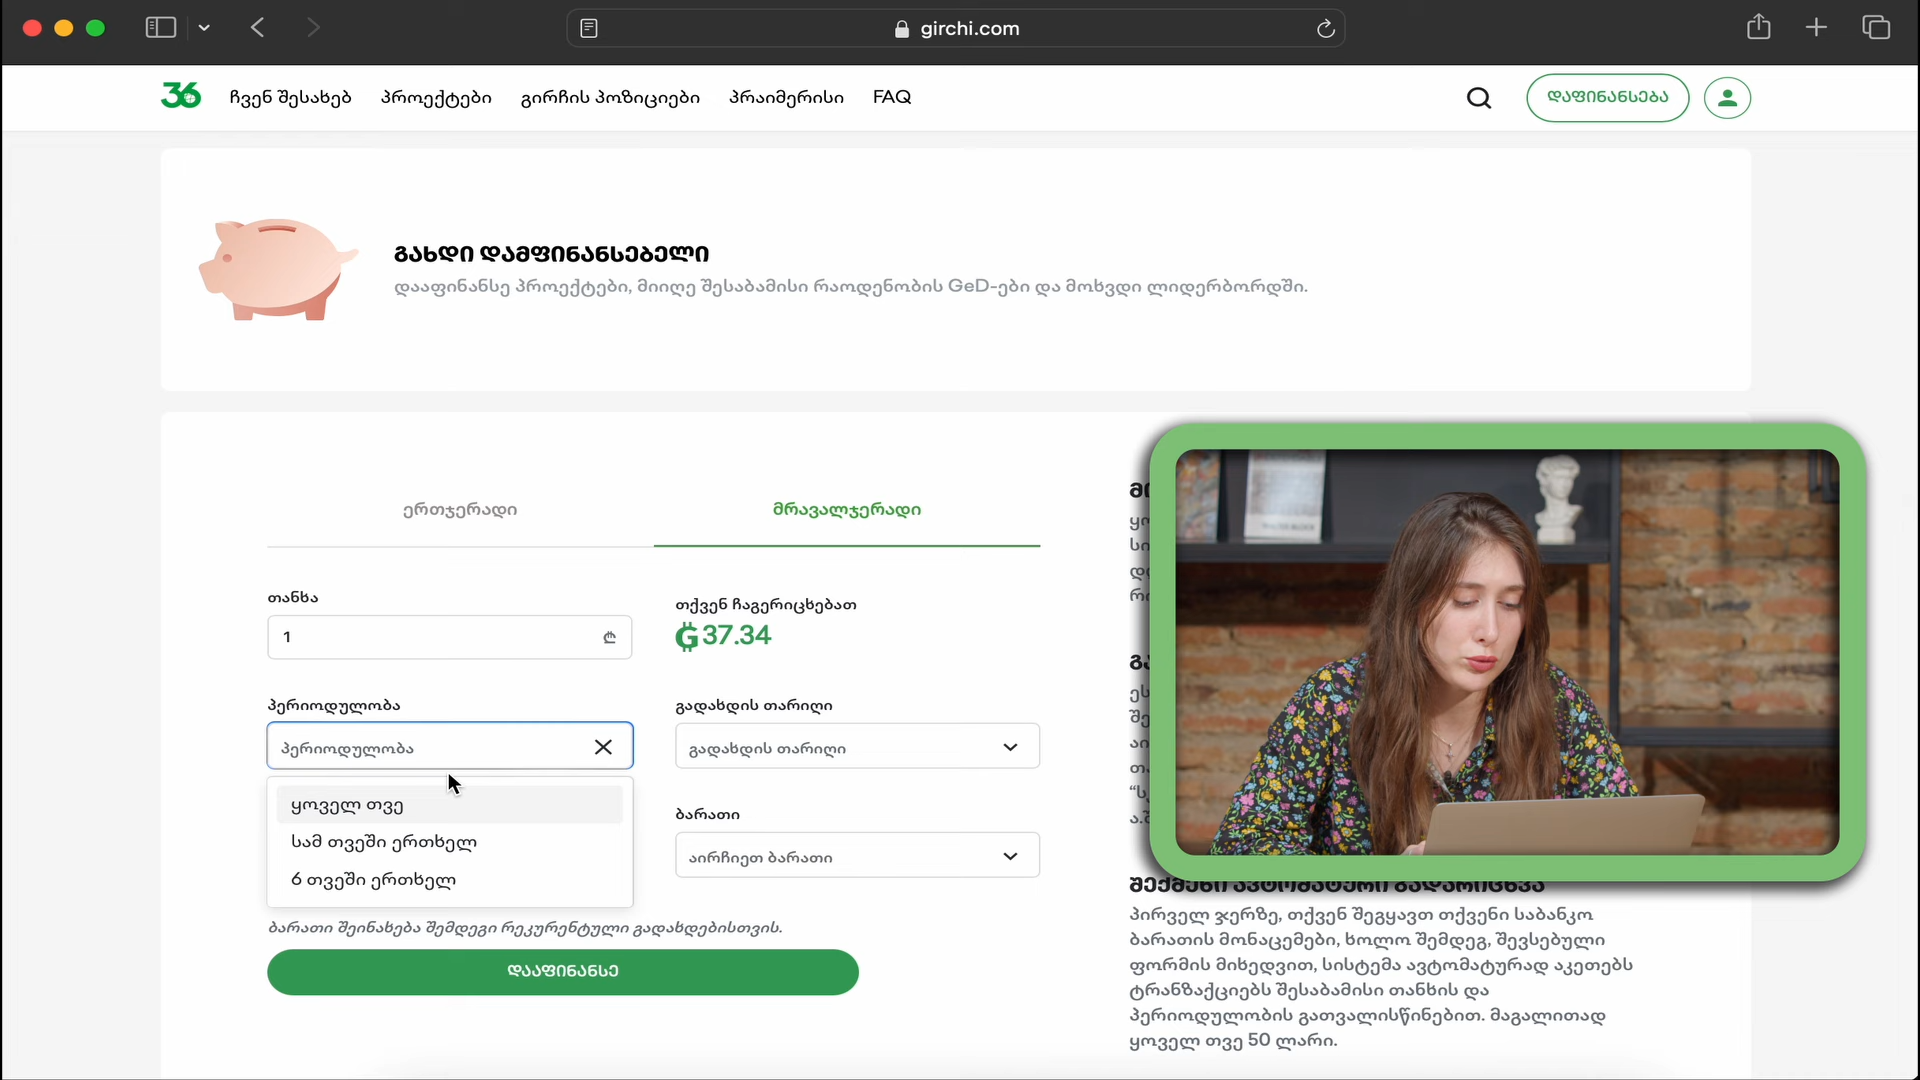 girchi.com
36 ჩვენ შესახებ პროექტები გირჩის პოზიციები პრაიმერისი FAQ დაფინანსება
გახდი დამფინანსებელი
დააფინანსე პროექტები, მიიღე შესაბამისი რაოდენობის GeD-ები და მოხვდი ლიდერბორდში.
ერთჯერადი მრავალჯერადი
თანხა
1 ₾
თქვენ ჩაგერიცხებათ
37.34
პერიოდულობა
პერიოდულობა
ყოველ თვე
სამ თვეში ერთხელ
6 თვეში ერთხელ
გადახდის თარიღი
გადახდის თარიღი
ბარათი
აირჩიეთ ბარათი
ბარათი შეინახება შემდეგი რეკურენტული გადახდებისთვის.
დააფინანსე
შექმენი ავტომატური გადარიცხვა
პირველ ჯერზე, თქვენ შეგყავთ თქვენი საბანკო
ბარათის მონაცემები, ხოლო შემდეგ, შევსებული
ფორმის მიხედვით, სისტემა ავტომატურად აკეთებს
ტრანზაქციებს შესაბამისი თანხის და
პერიოდულობის გათვალისწინებით. მაგალითად
ყოველ თვე 50 ლარი.